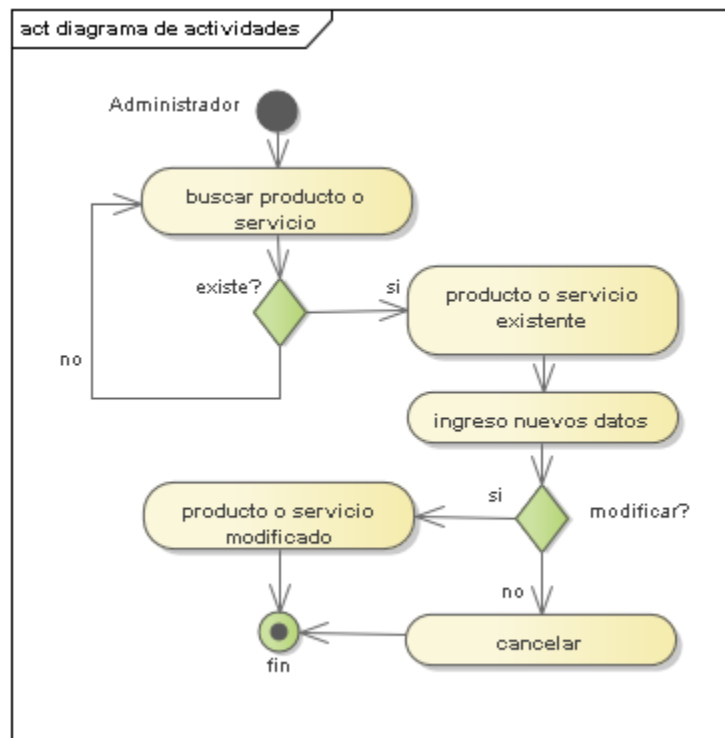 act diagrama de actividades
Administrador
buscar producto o
servicio
existe?
si
producto o servicio
existente
no
ingreso nuevos datos
si
modificar?
producto o servicio
modificado
no
cancelar
fin